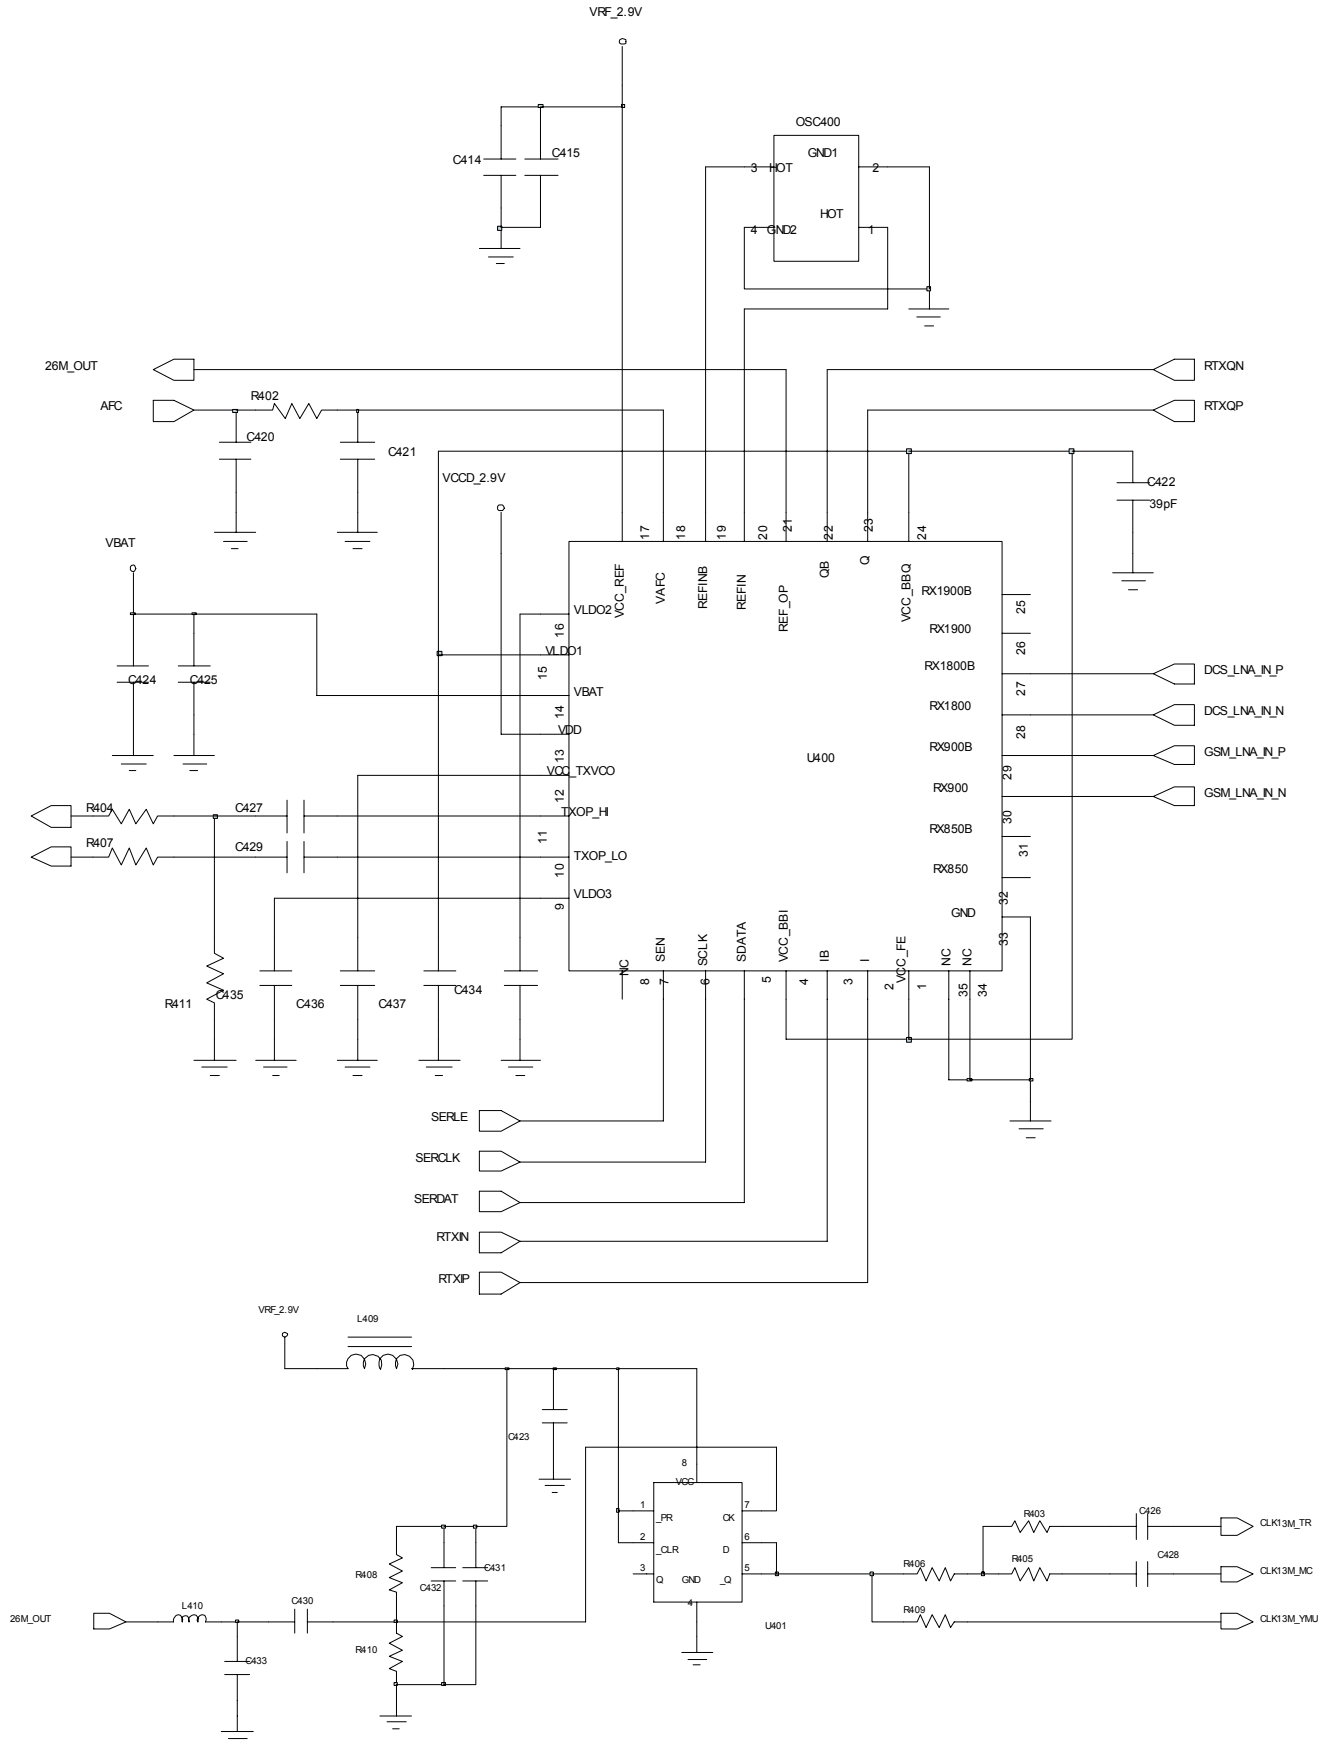 VRF_2.9V
OSC400
C414
C415
GND1
3
HOT
2
HOT
4
GND2
1
26M_OUT
RTXQN
R402
AFC
RTXQP
C420
C421
VCCD_2.9V
C422
39pF
17
18
19
20
21
22
23
24
VBAT
VCC_REF
VAFC
REFINB
REFIN
REF_OP
QB
Q
VCC_BBQ
RX1900B
25
VLDO2
16
RX1900
26
VLDO1
15
RX1800B
27
DCS_LNA_IN_P
C424
C425
VBAT
14
RX1800
28
DCS_LNA_IN_N
VDD
13
RX900B
29
GSM_LNA_IN_P
U400
VCC_TXVCO
12
RX900
30
GSM_LNA_IN_N
R404
C427
TXOP_HI
11
RX850B
31
R407
C429
TXOP_LO
10
RX850
32
VLDO3
9
GND
33
NC
SEN
SCLK
SDATA
VCC_BBI
IB
I
VCC_FE
NC
NC
8
7
6
5
4
3
2
1
35
34
R411
C435
C436
C437
C434
SERLE
SERCLK
SERDAT
RTXIN
RTXIP
VRF_2.9V
L409
C423
8
VCC
1
_PR
CK
7
2
_CLR
D
6
3
Q
GND
_Q
5
4
U401
R403
C426
CLK13M_TR
R406
R405
C428
CLK13M_MC
R409
CLK13M_YMU
R408
C432
C431
26M_OUT
L410
C430
R410
C433